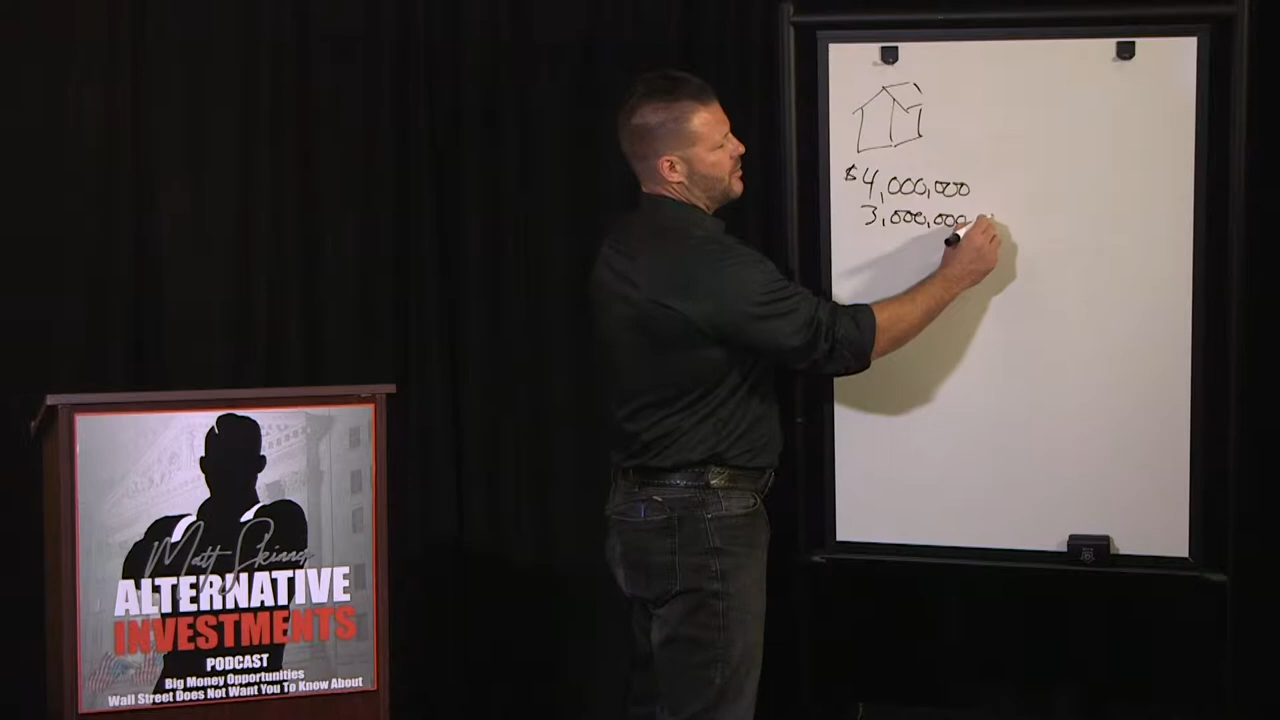 $4,000,000
3,000,000
Matt Skinner
ALTERNATIVE
INVESTMENTS
PODCAST
Big Money Opportunities
Wall Street Does Not Want You To Know About